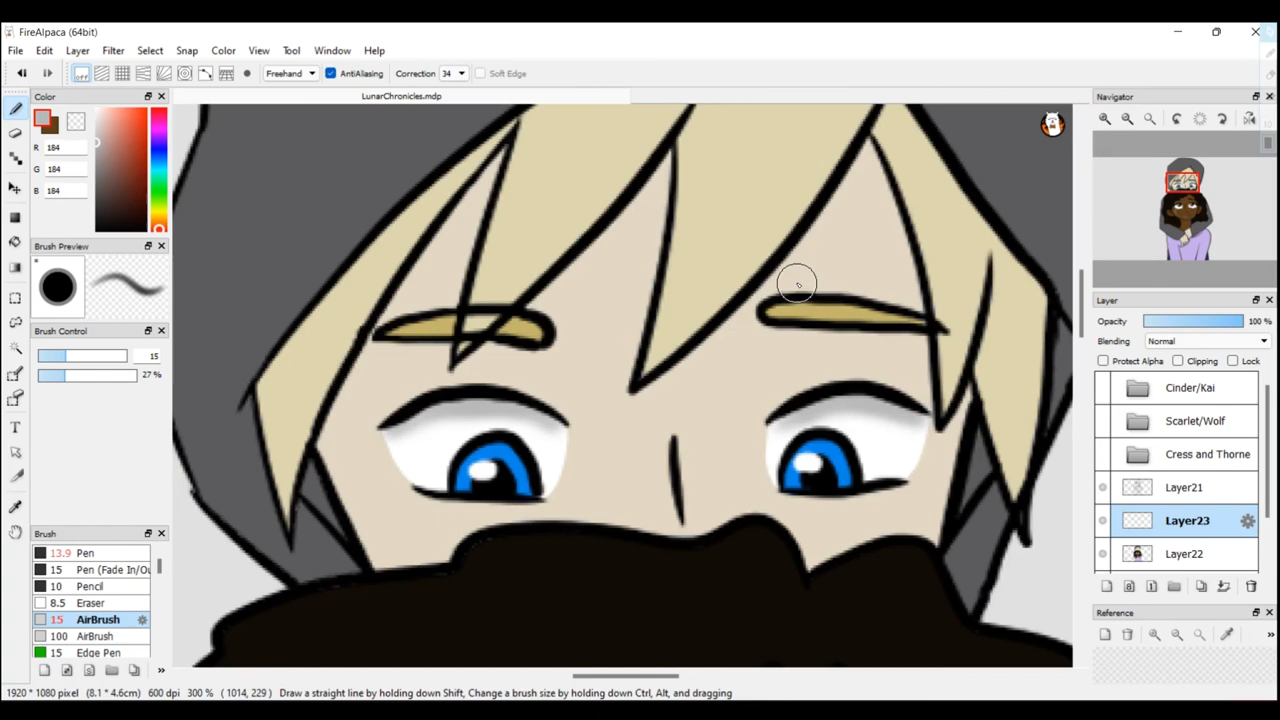 FireAlpaca (64bit)
File Edit Layer Filter Select Snap Color View Tool Window Help
OFF Freehand AntiAliasing Correction 34 Soft Edge
Color
LunarChronicles.mdp
Navigator
R 184
G 184
B 184
Brush Preview
Layer
Opacity 100 %
Brush Control
Blending Normal
15
Protect Alpha Clipping Lock
27 %
Cinder/Kai
Scarlet/Wolf
Cress and Thorne
Layer21
Layer23
Layer22
Brush
13.9 Pen
15 Pen (Fade In/Ou
10 Pencil
8.5 Eraser
15 AirBrush
100 AirBrush
15 Edge Pen
Reference
1920 * 1080 pixel (8.1 * 4.6cm) 600 dpi 300 % ( 1014, 229 ) Draw a straight line by holding down Shift, Change a brush size by holding down Ctrl, Alt, and dragging